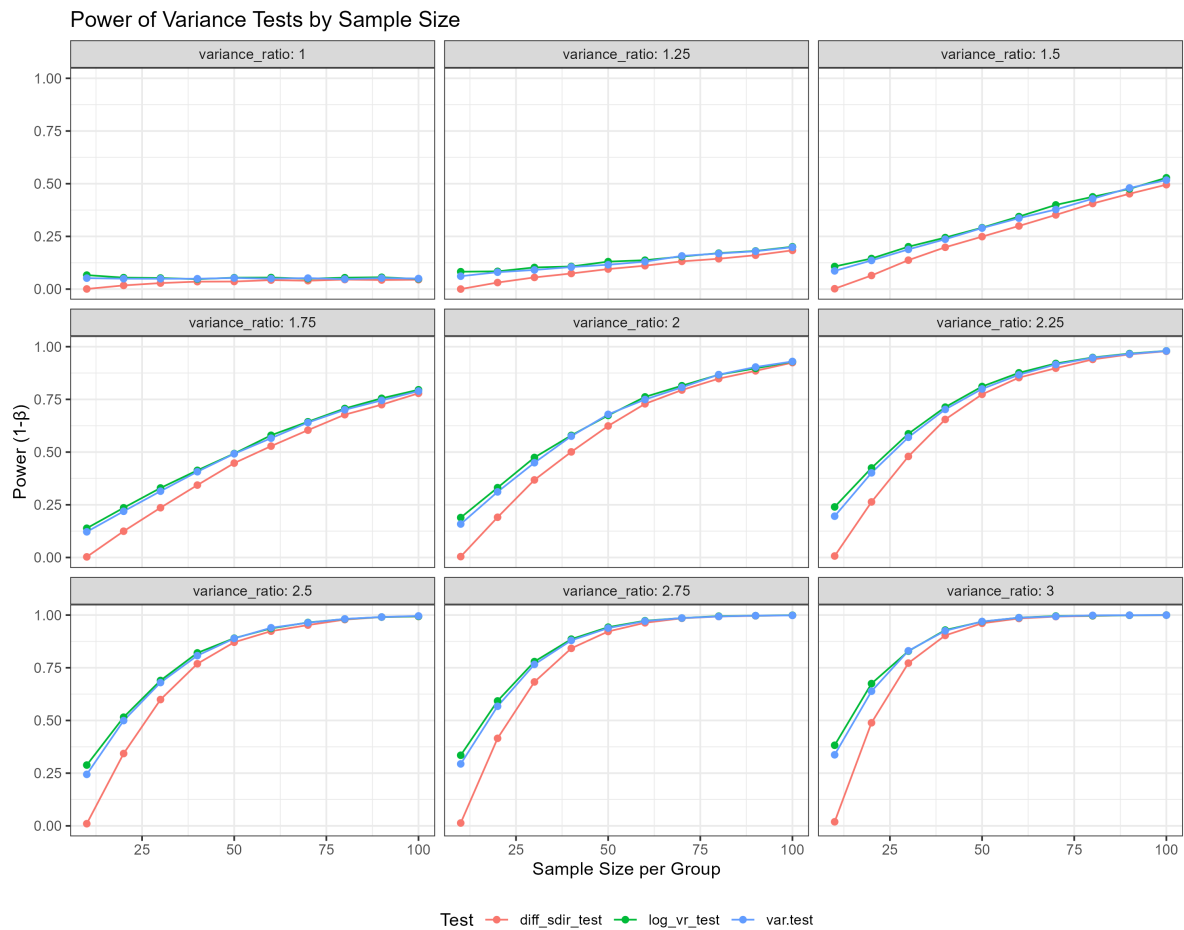 Power of Variance Tests by Sample Size
variance_ratio: 1
variance_ratio: 1.25
variance_ratio: 1.5
1.00
0.75
0.50
0.25
0.00
variance_ratio: 1.75
variance_ratio: 2
variance_ratio: 2.25
1.00
0.75
0.50
0.25
0.00
Power (1-β)
variance_ratio: 2.5
variance_ratio: 2.75
variance_ratio: 3
1.00
0.75
0.50
0.25
0.00
25 50 75 100
25 50 75 100
25 50 75 100
Sample Size per Group
Test diff_sdir_test log_vr_test var.test